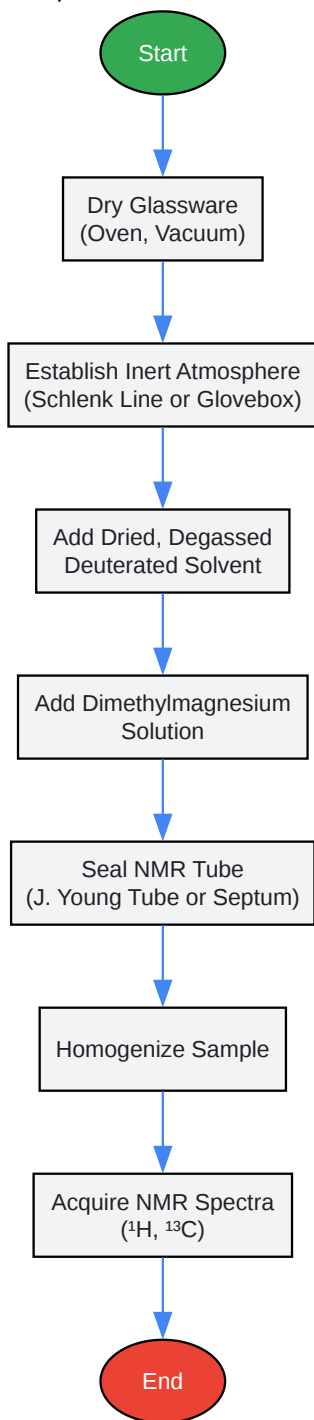 Start
Dry Glassware
(Oven, Vacuum)
Establish Inert Atmosphere
(Schlenk Line or Glovebox)
Add Dried, Degassed
Deuterated Solvent
Add Dimethylmagnesium
Solution
Seal NMR Tube
(J. Young Tube or Septum)
Homogenize Sample
Acquire NMR Spectra
(¹H, ¹³C)
End